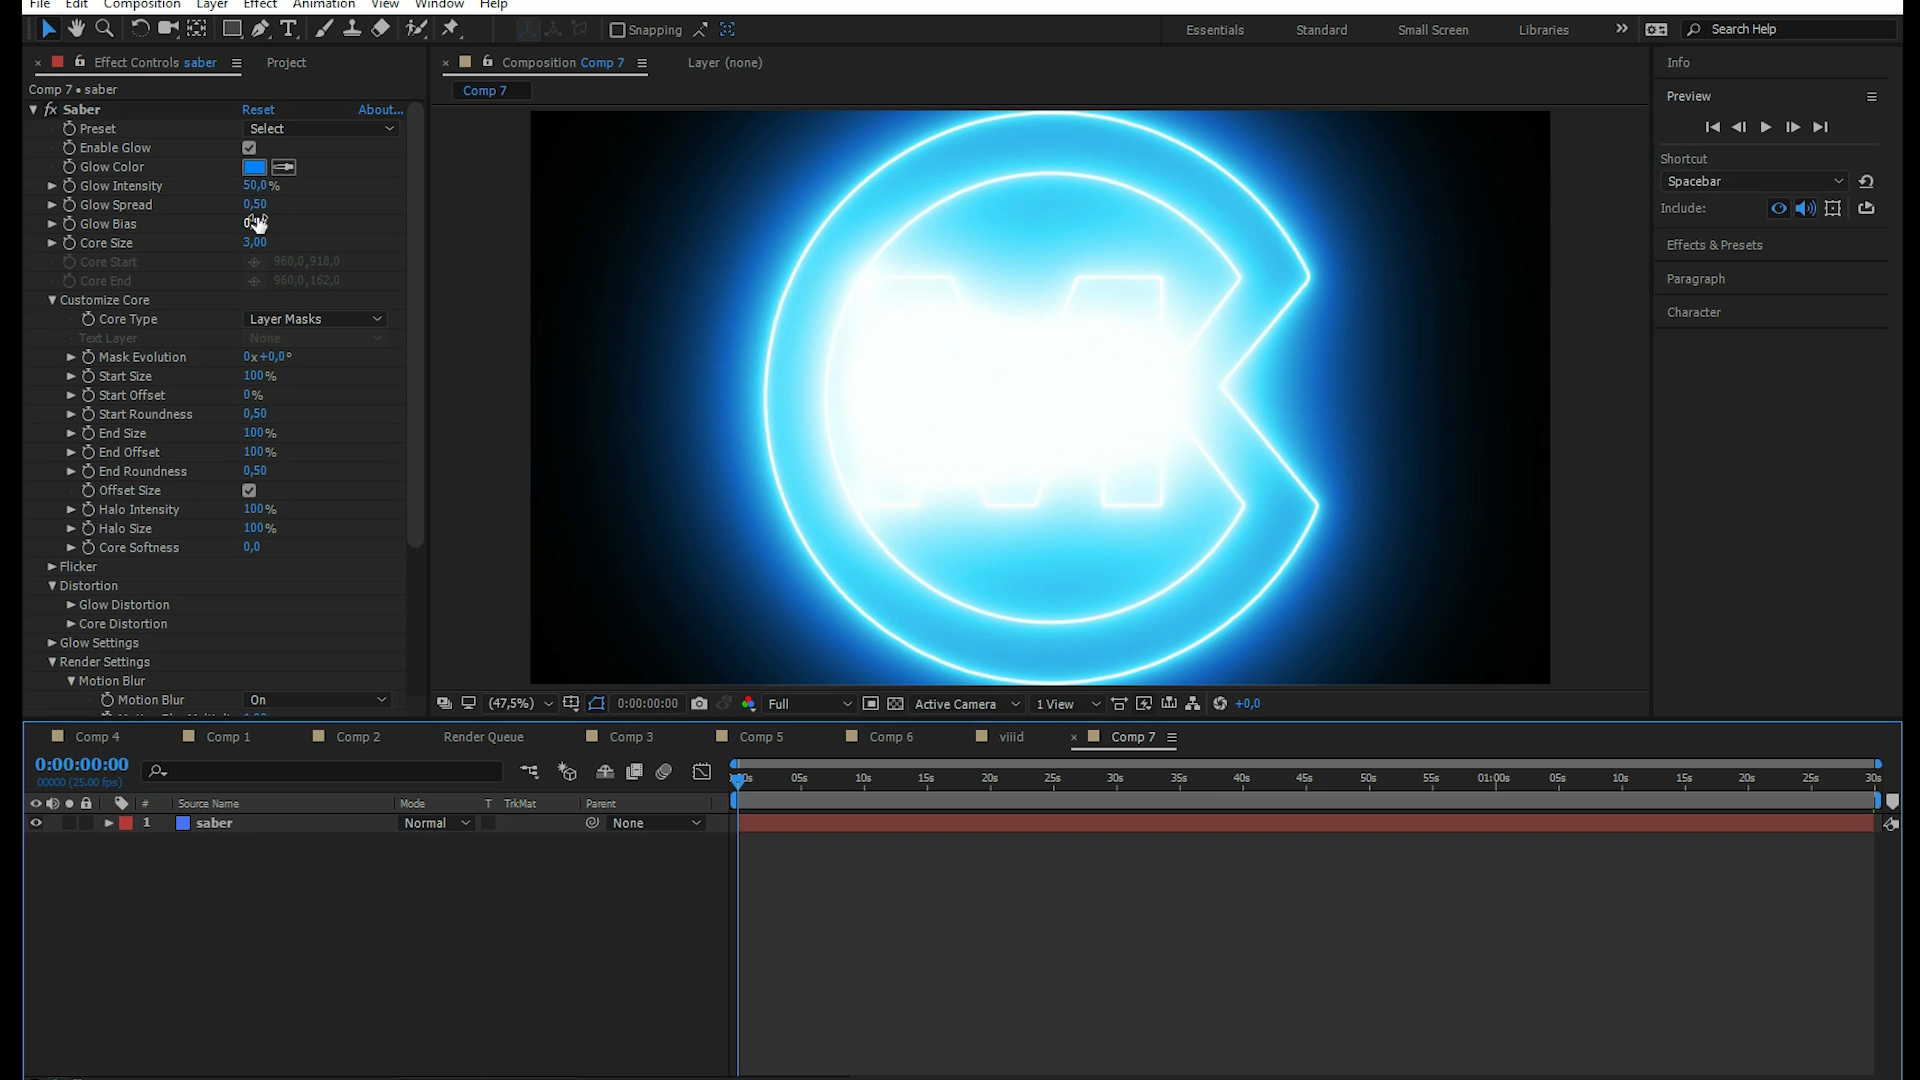 File Edit Composition Layer Effect Animation View Window Help
Snapping Essentials Standard Small Screen Libraries Search Help
Effect Controls saber Project
Composition Comp 7 Layer (none)
Info
Comp 7 • saber
Comp 7
Preview
Saber Reset About...
Preset Select
Enable Glow
Glow Color
Glow Intensity 50,0%
Glow Spread 0,50
Glow Bias
Core Size 3,00
Core Start 960,0,918,0
Core End 960,0,162,0
Customize Core
Core Type Layer Masks
Text Layer None
Mask Evolution 0x+0,0°
Start Size 100%
Start Offset 0%
Start Roundness 0,50
End Size 100%
End Offset 100%
End Roundness 0,50
Offset Size
Halo Intensity 100%
Halo Size 100%
Core Softness 0,0
Flicker
Distortion
Glow Distortion
Core Distortion
Glow Settings
Render Settings
Motion Blur
Motion Blur On
Shortcut
Spacebar
Include:
Effects & Presets
Paragraph
Character
(47,5%) 0:00:00:00 Full Active Camera 1 View +0,0
Comp 4 Comp 1 Comp 2 Render Queue Comp 3 Comp 5 Comp 6 viiid Comp 7
0:00:00:00
00000 (25.00 fps)
05s 10s 15s 20s 25s 30s 35s 40s 45s 50s 55s 01:00s 05s 10s 15s 20s 25s 30s
# Source Name Mode T TrkMat Parent
1 saber Normal None